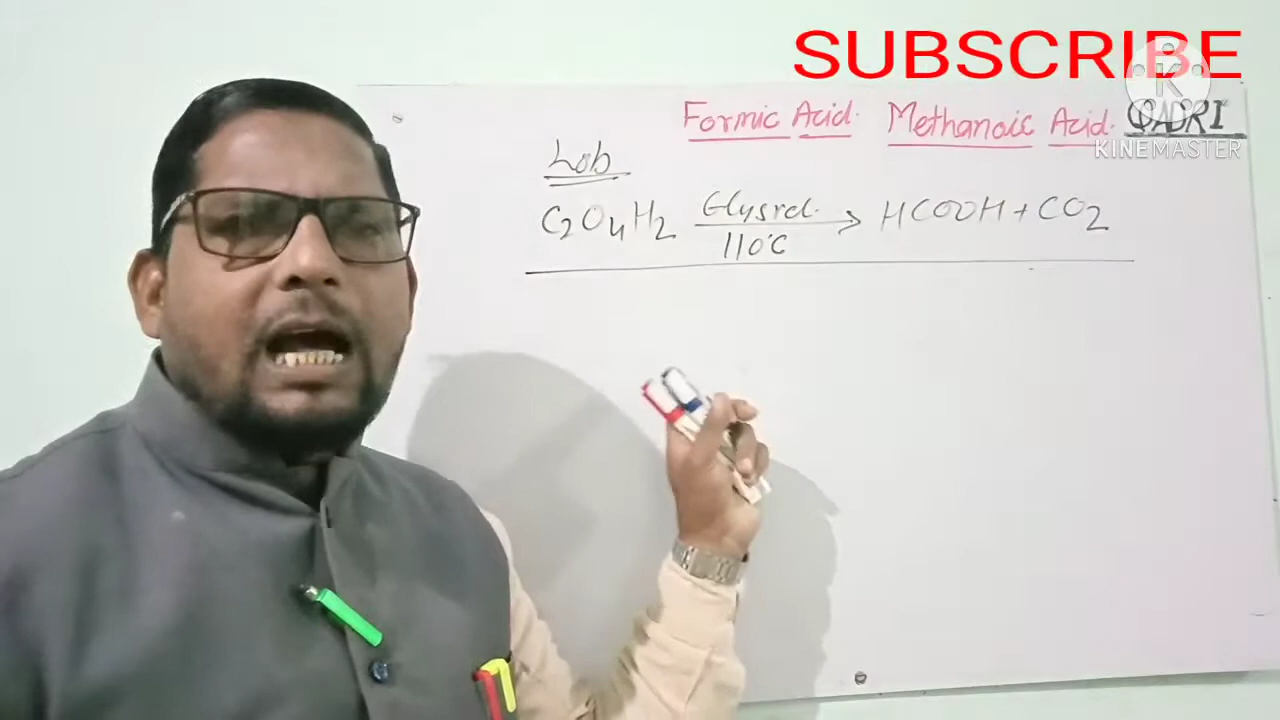 SUBSCRIBE
Formic Acid. Methanoic Acid. QADRI
KINEMASTER
Lab
C2O4H2 Glysrol. 110°C → HCOOH + CO2